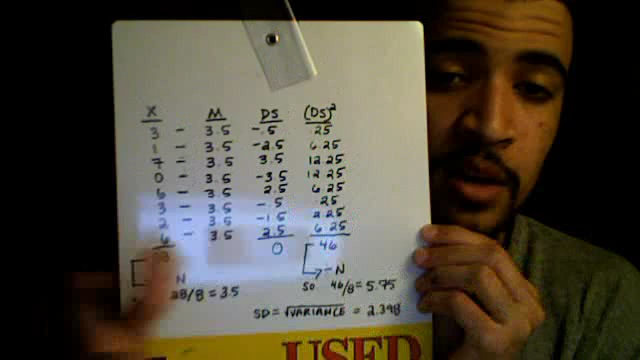 X M DS (DS)²
3 - 3.5 -.5 .25
1 - 3.5 -2.5 6.25
7 - 3.5 3.5 12.25
0 - 3.5 -3.5 12.25
6 - 3.5 2.5 6.25
3 - 3.5 -.5 .25
2 - 3.5 -1.5 2.25
6 - 3.5 2.5 6.25
0 46
N ÷ N
28/8 = 3.5 SO 46/8 = 5.75
SD = √VARIANCE = 2.398
USED